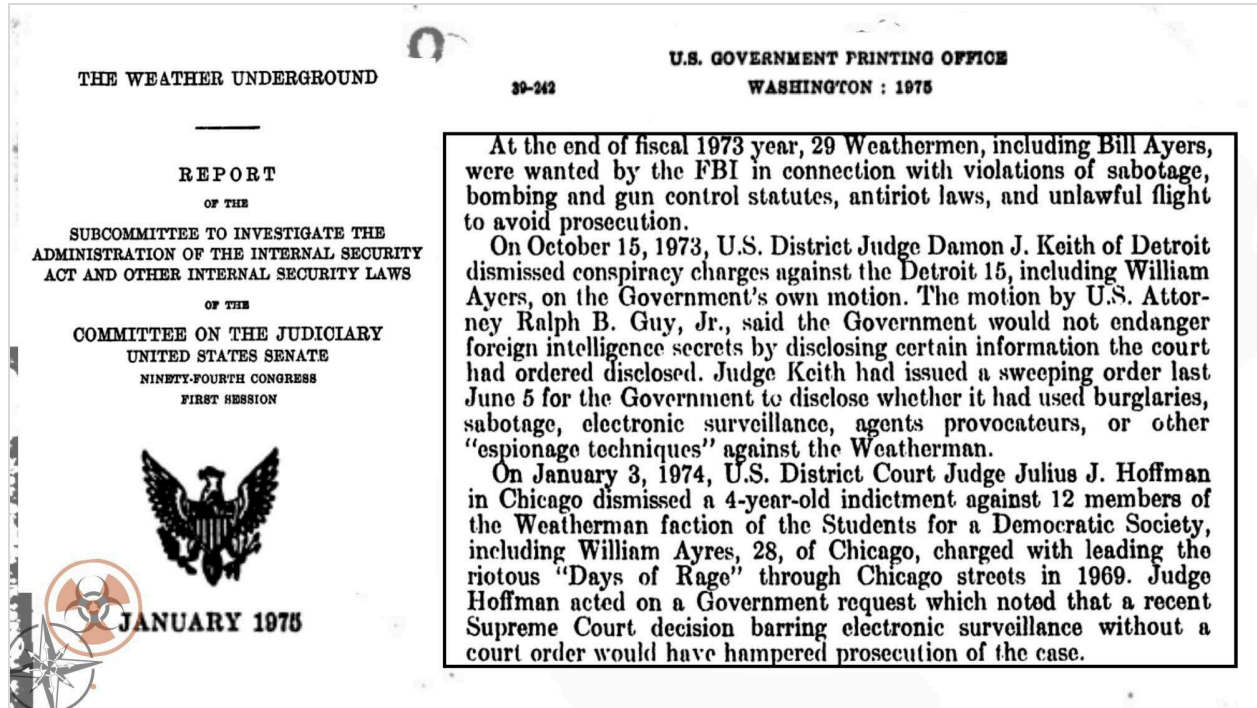 THE WEATHER UNDERGROUND
REPORT
OF THE
SUBCOMMITTEE TO INVESTIGATE THE
ADMINISTRATION OF THE INTERNAL SECURITY
ACT AND OTHER INTERNAL SECURITY LAWS
OF THE
COMMITTEE ON THE JUDICIARY
UNITED STATES SENATE
NINETY-FOURTH CONGRESS
FIRST SESSION
JANUARY 1975
U.S. GOVERNMENT PRINTING OFFICE
39-242 WASHINGTON : 1975
At the end of fiscal 1973 year, 29 Weathermen, including Bill Ayers,
were wanted by the FBI in connection with violations of sabotage,
bombing and gun control statutes, antiriot laws, and unlawful flight
to avoid prosecution.
On October 15, 1973, U.S. District Judge Damon J. Keith of Detroit
dismissed conspiracy charges against the Detroit 15, including William
Ayers, on the Government's own motion. The motion by U.S. Attor-
ney Ralph B. Guy, Jr., said the Government would not endanger
foreign intelligence secrets by disclosing certain information the court
had ordered disclosed. Judge Keith had issued a sweeping order last
June 5 for the Government to disclose whether it had used burglaries,
sabotage, electronic surveillance, agents provocateurs, or other
"espionage techniques" against the Weatherman.
On January 3, 1974, U.S. District Court Judge Julius J. Hoffman
in Chicago dismissed a 4-year-old indictment against 12 members of
the Weatherman faction of the Students for a Democratic Society,
including William Ayres, 28, of Chicago, charged with leading the
riotous "Days of Rage" through Chicago streets in 1969. Judge
Hoffman acted on a Government request which noted that a recent
Supreme Court decision barring electronic surveillance without a
court order would have hampered prosecution of the case.